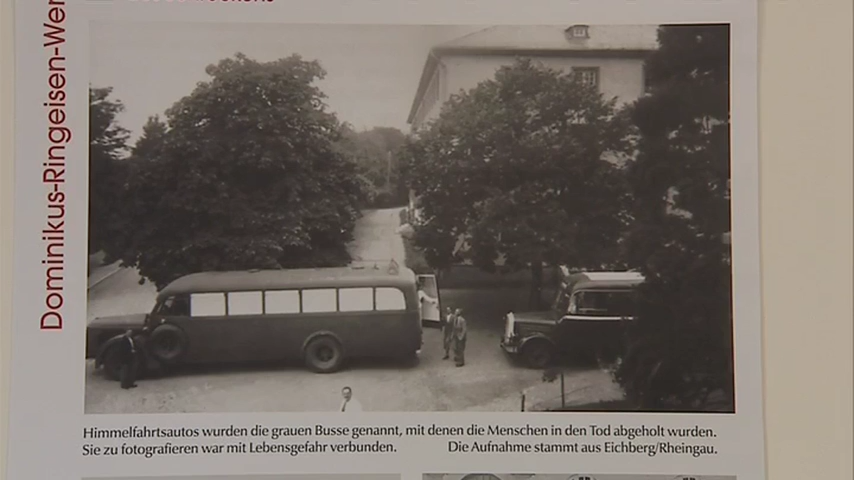 Dominikus-Ringeisen-Wer
Himmelfahrtsautos wurden die grauen Busse genannt, mit denen die Menschen in den Tod abgeholt wurden.
Sie zu fotografieren war mit Lebensgefahr verbunden. Die Aufnahme stammt aus Eichberg/Rheingau.